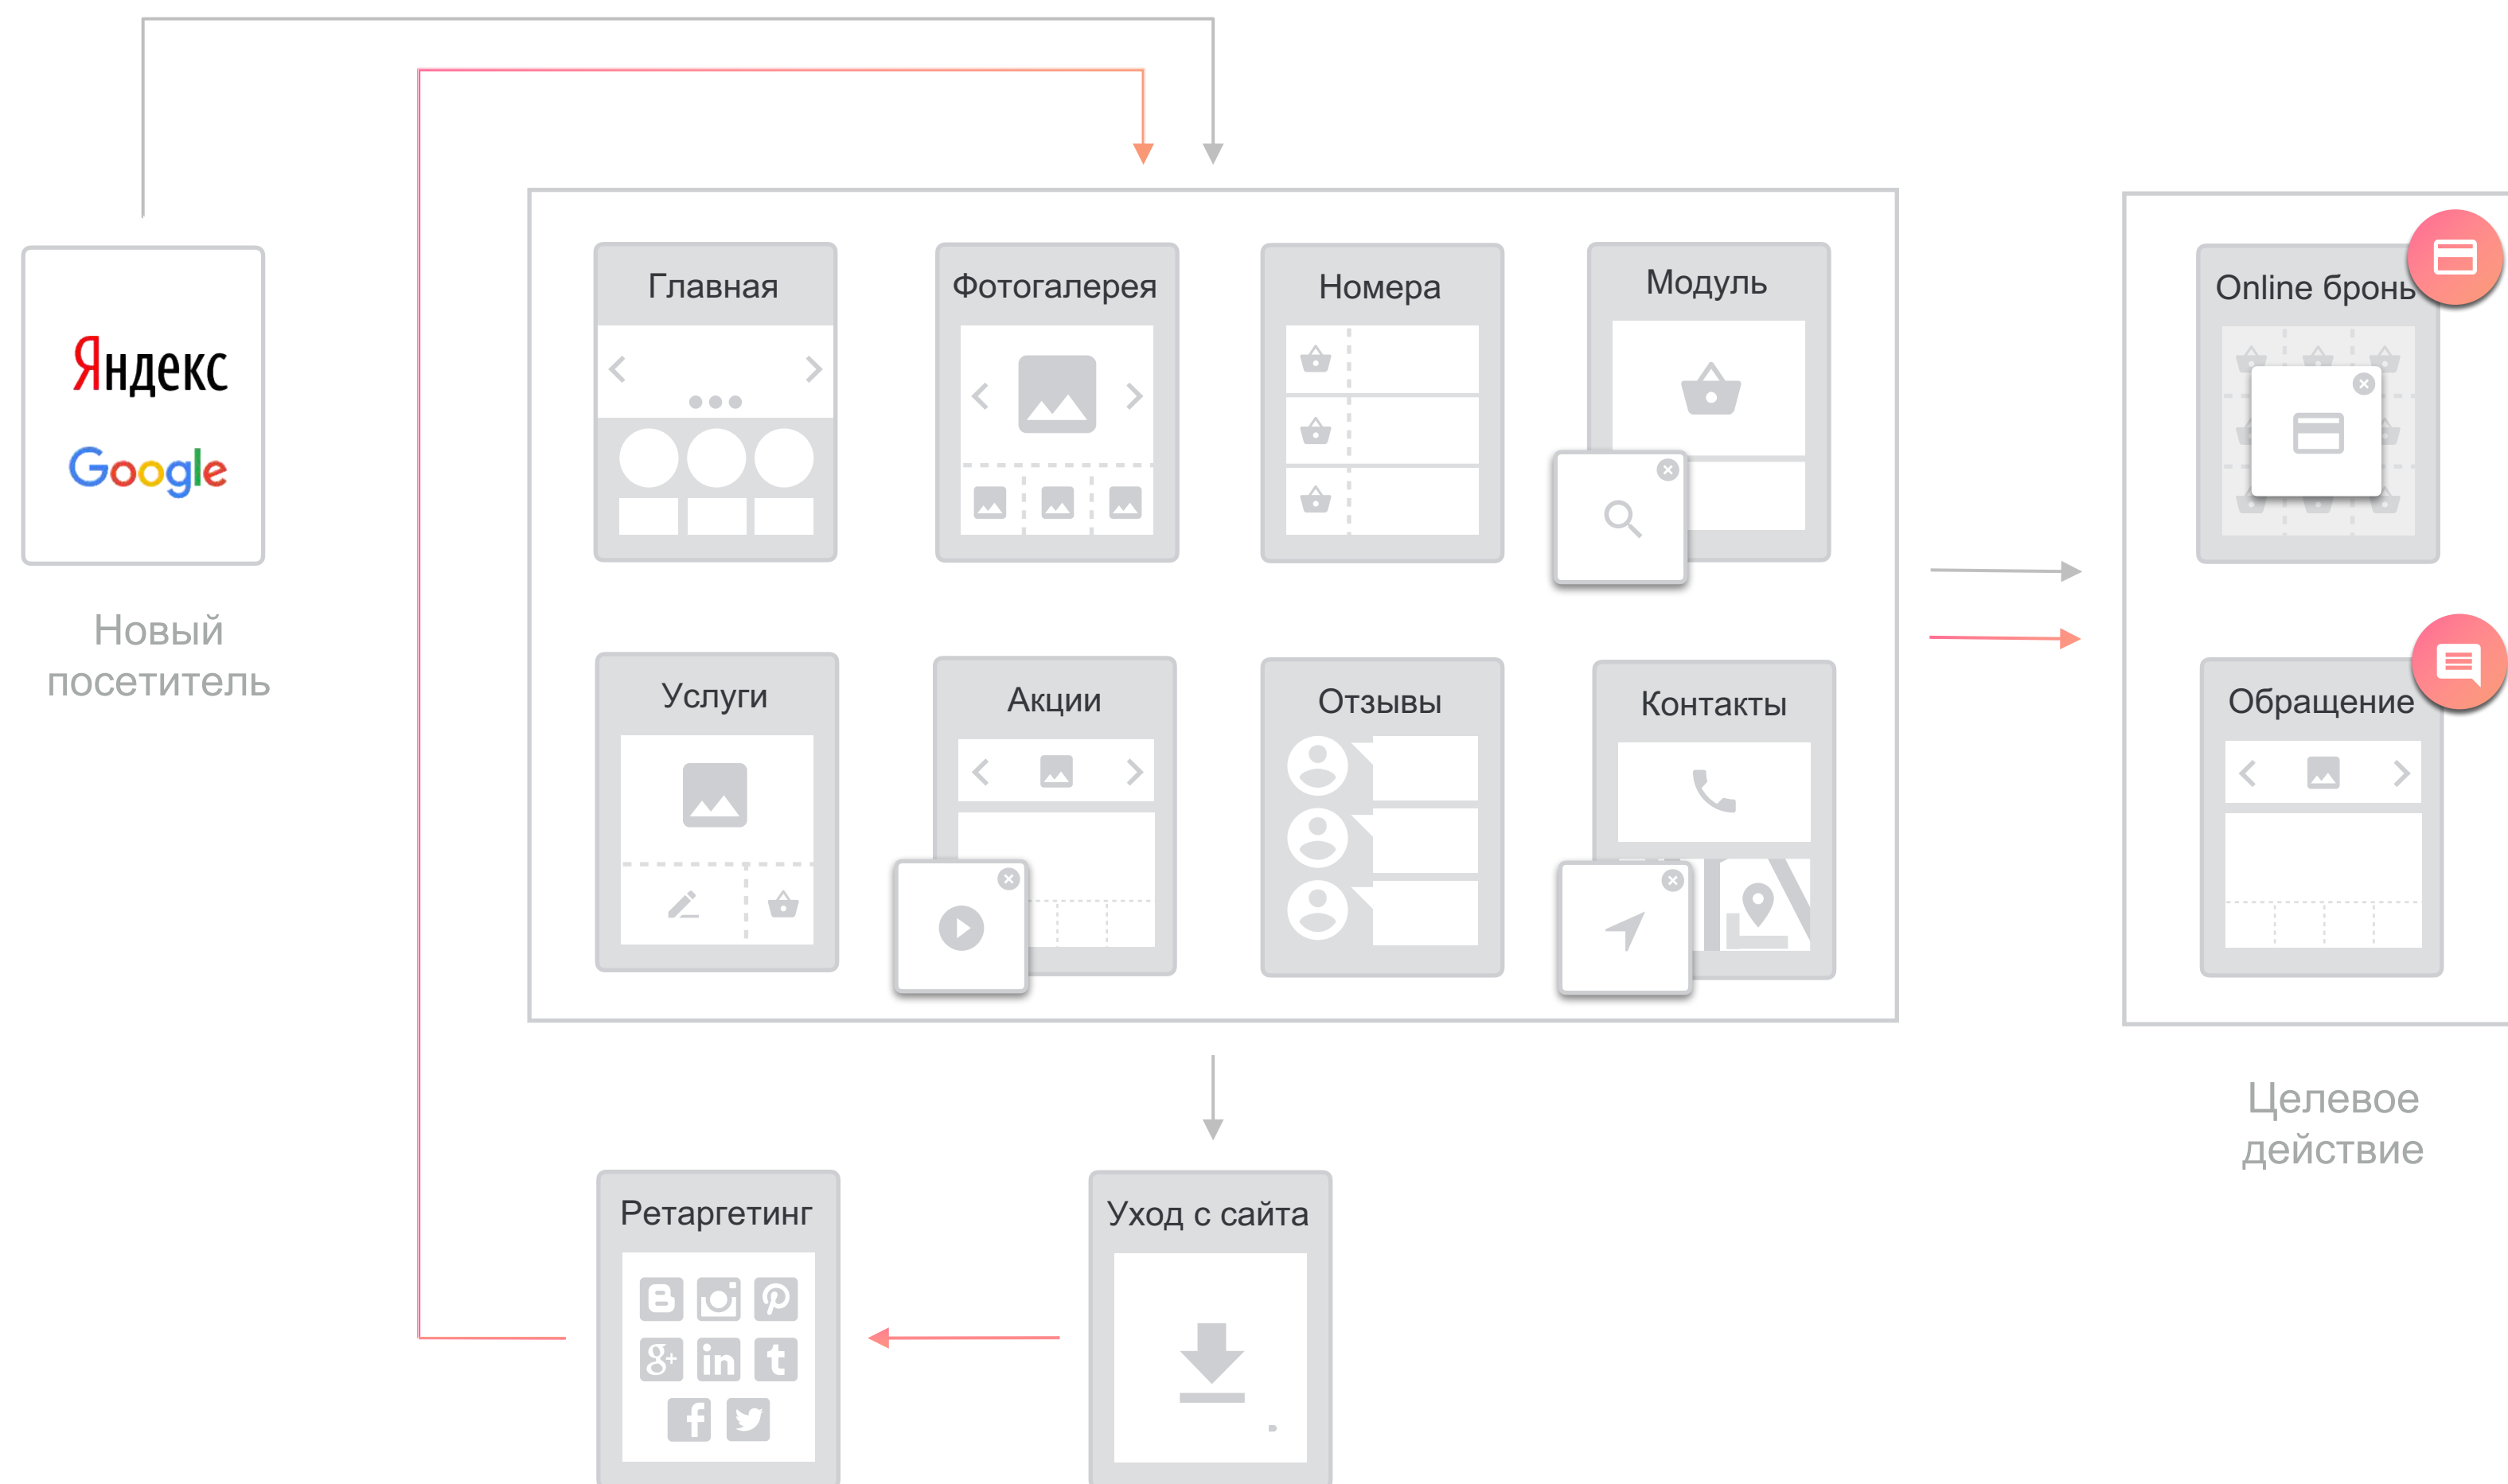 Яндекс
Google
Новый
посетитель
Главная
Фотогалерея
Номера
Модуль
Услуги
Акции
Отзывы
Контакты
Online бронь
Обращение
Целевое
действие
Ретаргетинг
Уход с сайта